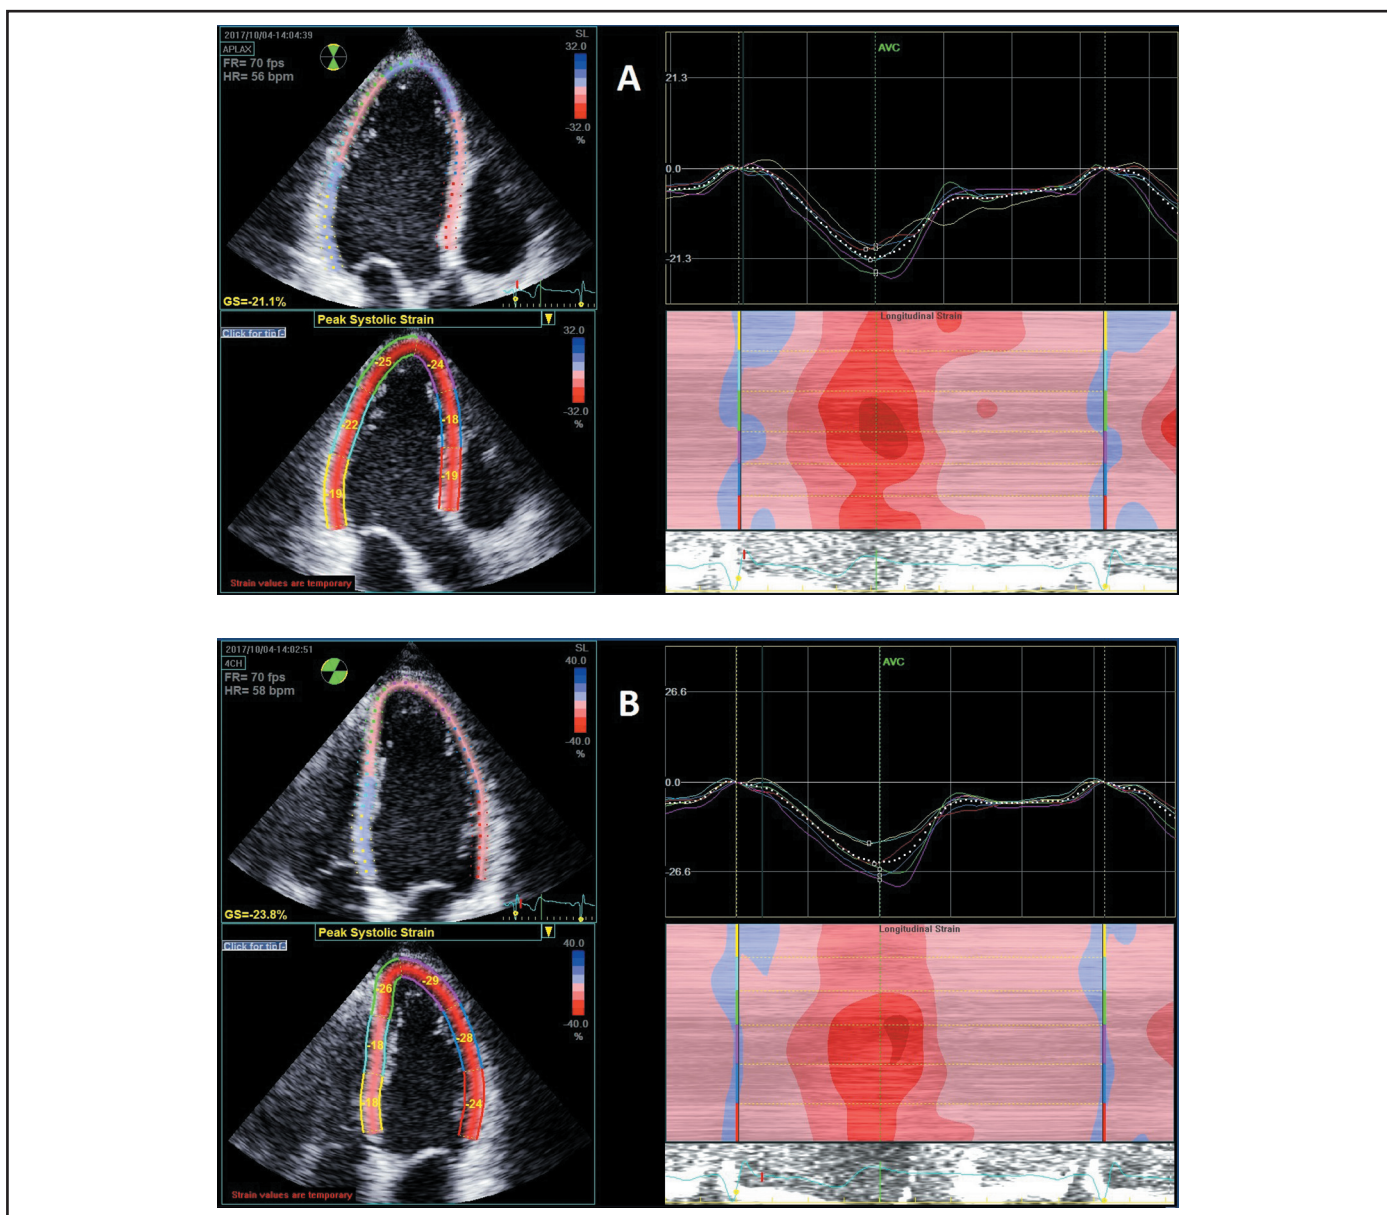 2017/10/04-14:04:39
APLAX
FR= 70 fps
HR= 56 bpm
SL
32.0
-32.0
%
GS=-21.1%
A
AVC
21.3
0.0
-21.3
Peak Systolic Strain
Click for tip
32.0
-32.0
%
-25
-24
-22
-18
-19
-19
Strain values are temporary
Longitudinal Strain
2017/10/04-14:02:51
4CH
FR= 70 fps
HR= 58 bpm
SL
40.0
-40.0
%
GS=-23.8%
B
AVC
26.6
0.0
-26.6
Peak Systolic Strain
Click for tip
40.0
-40.0
%
-26
-29
-18
-28
-18
-24
Strain values are temporary
Longitudinal Strain